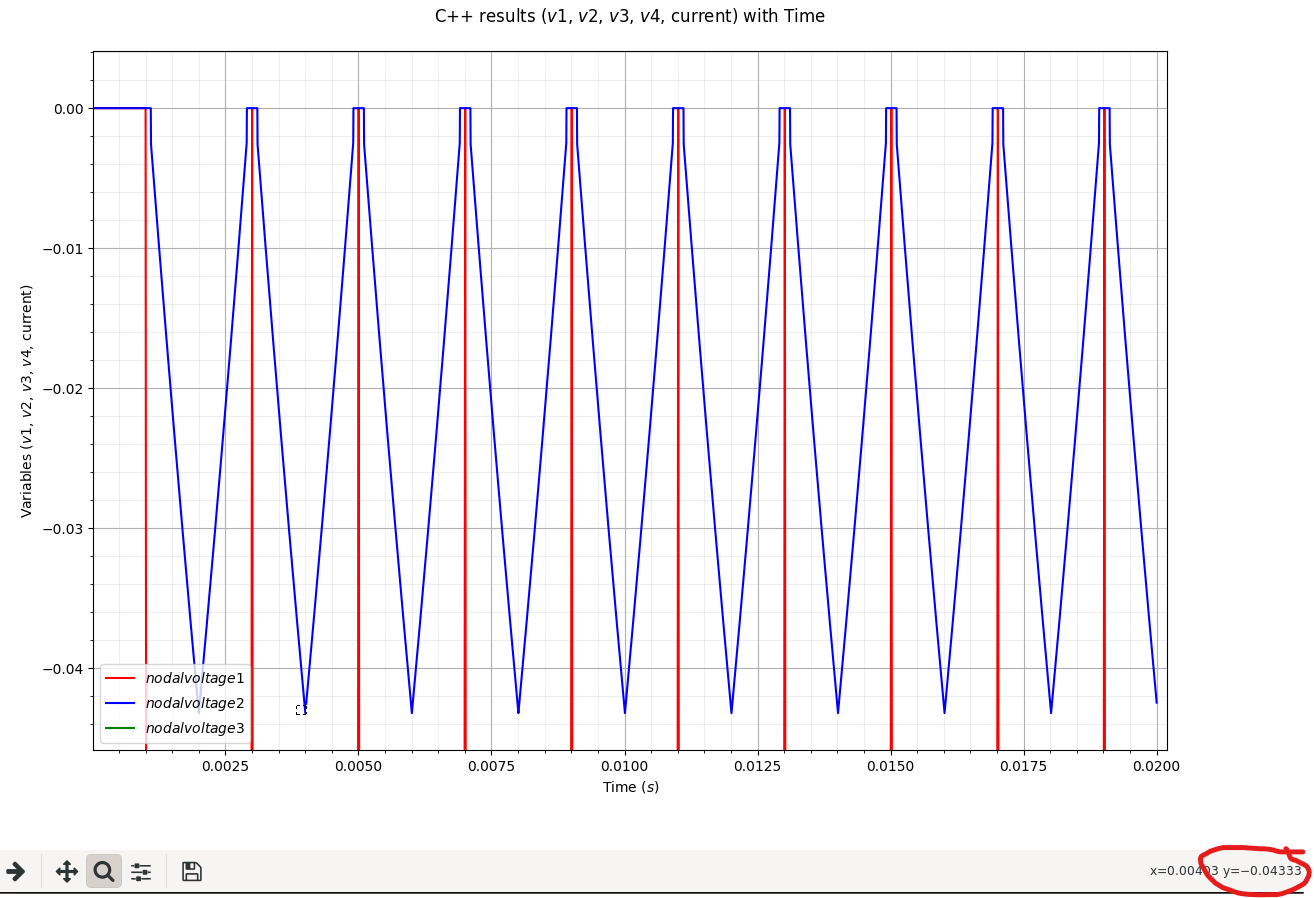 C++ results (v1, v2, v3, v4, current) with Time
Variables (v1, v2, v3, v4, current)
0.00
−0.01
−0.02
−0.03
−0.04
nodalvoltage1
nodalvoltage2
nodalvoltage3
0.0025 0.0050 0.0075 0.0100 0.0125 0.0150 0.0175 0.0200
Time (s)
x=0.00403 y=−0.04333